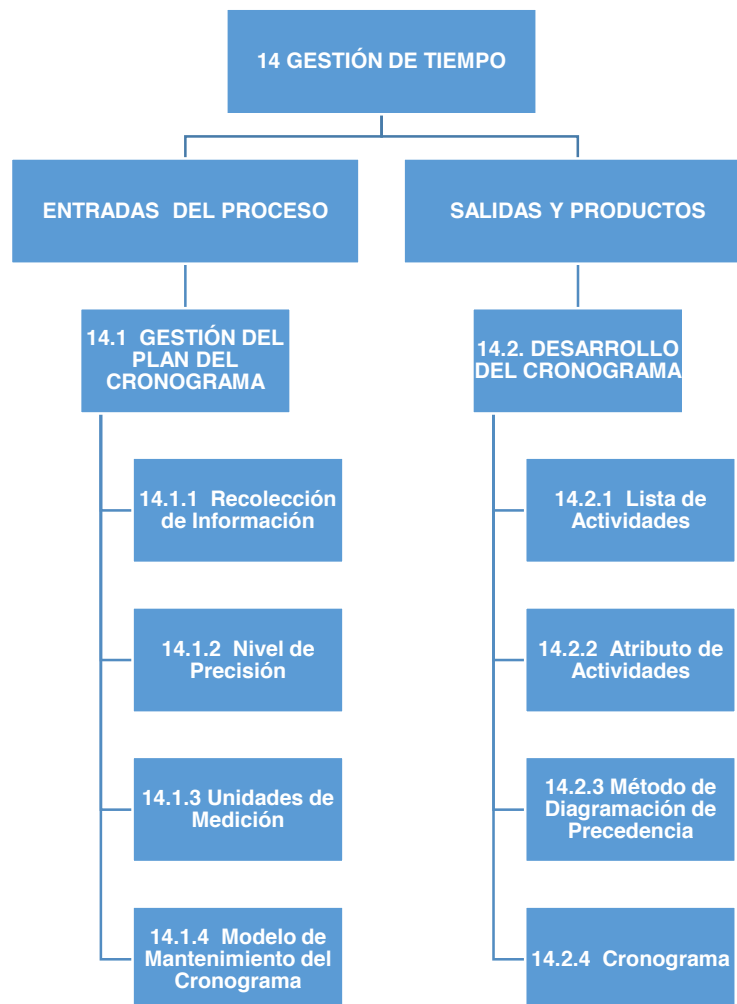 14 GESTIÓN DE TIEMPO
ENTRADAS DEL PROCESO
SALIDAS Y PRODUCTOS
14.1 GESTIÓN DEL
PLAN DEL
CRONOGRAMA
14.2. DESARROLLO
DEL CRONOGRAMA
14.1.1 Recolección
de Información
14.2.1 Lista de
Actividades
14.1.2 Nivel de
Precisión
14.2.2 Atributo de
Actividades
14.1.3 Unidades de
Medición
14.2.3 Método de
Diagramación de
Precedencia
14.1.4 Modelo de
Mantenimiento del
Cronograma
14.2.4 Cronograma